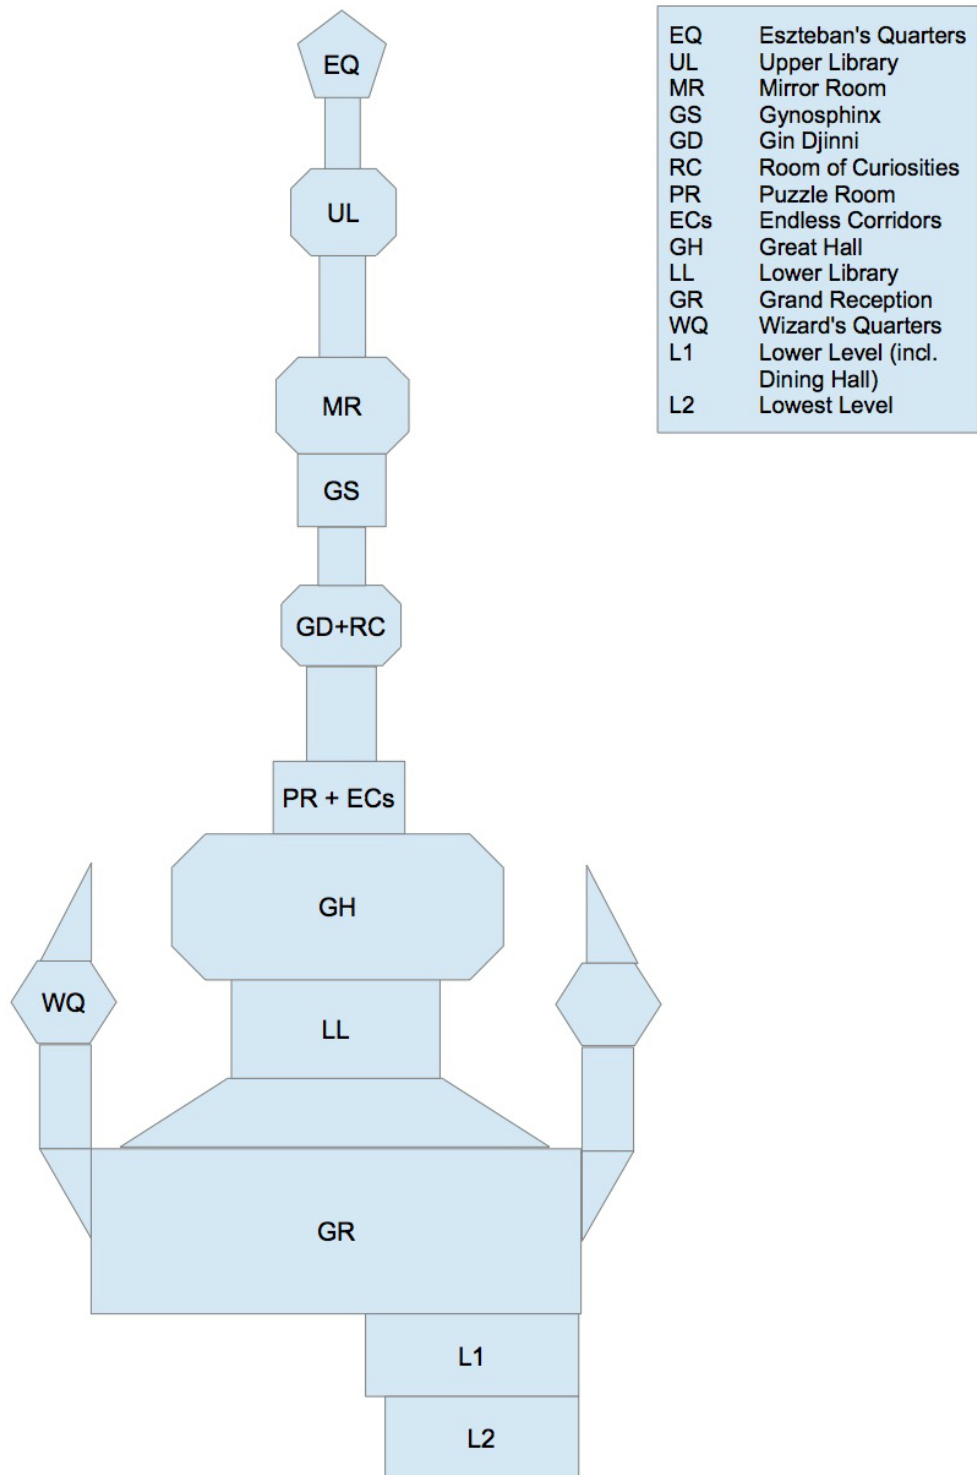 EQ
UL
MR
GS
GD+RC
PR + ECs
GH
WQ
LL
GR
L1
L2
EQ Eszteban's Quarters
UL Upper Library
MR Mirror Room
GS Gynosphinx
GD Gin Djinni
RC Room of Curiosities
PR Puzzle Room
ECs Endless Corridors
GH Great Hall
LL Lower Library
GR Grand Reception
WQ Wizard's Quarters
L1 Lower Level (incl.
Dining Hall)
L2 Lowest Level